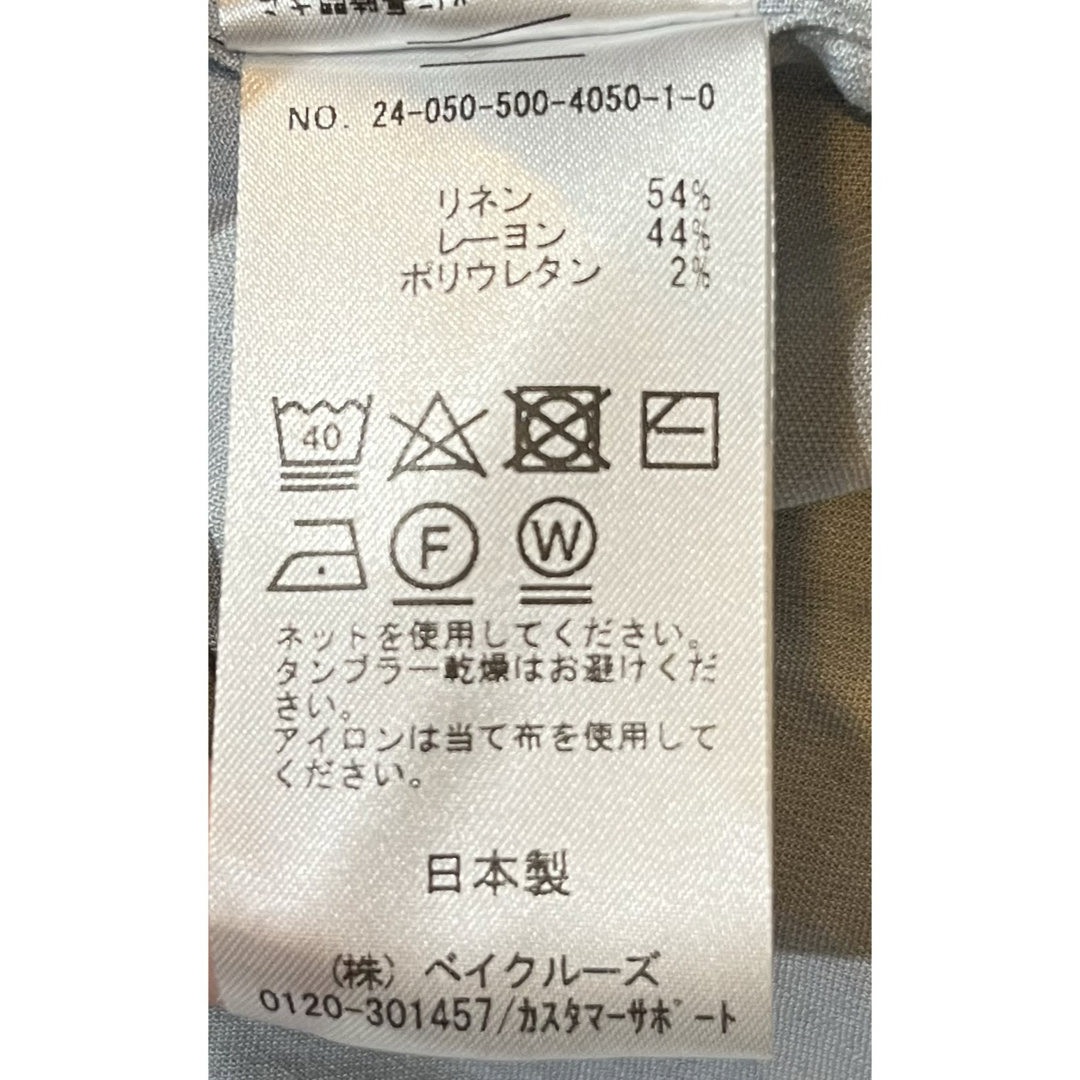 NO. 24-050-500-4050-1-0
リネン 54%
レーヨン 44%
ポリウレタン 2%
40
F W
ネットを使用してください。
タンブラー乾燥はお避けくだ
さい。
アイロンは当て布を使用して
ください。
日本製
(株) ベイクルーズ
0120-301457/カスタマーサポート